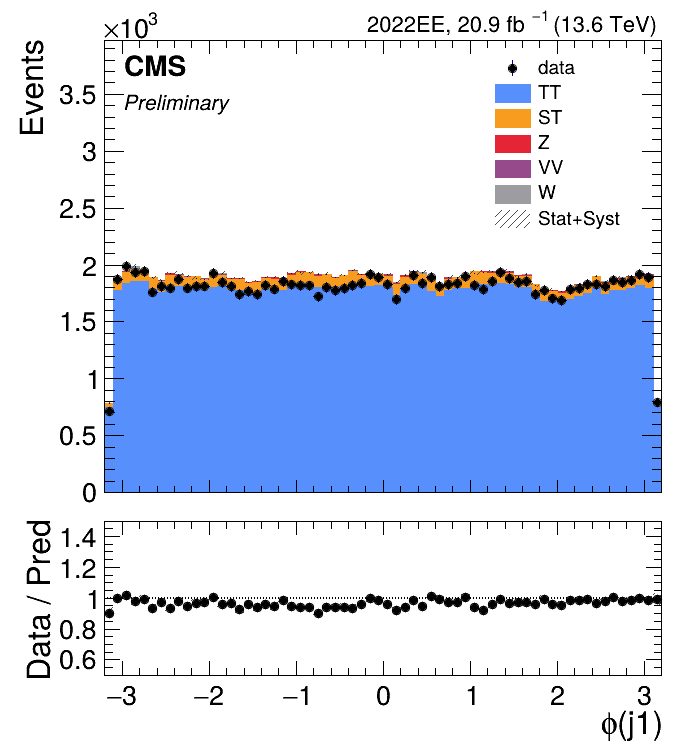 ×10³ 2022EE, 20.9 fb ⁻¹ (13.6 TeV)
Events
CMS
Preliminary
data
TT
ST
Z
VV
W
Stat+Syst
3.5
3
2.5
2
1.5
1
0.5
0
Data / Pred
1.4
1.2
1
0.8
0.6
−3 −2 −1 0 1 2 3
ϕ(j1)